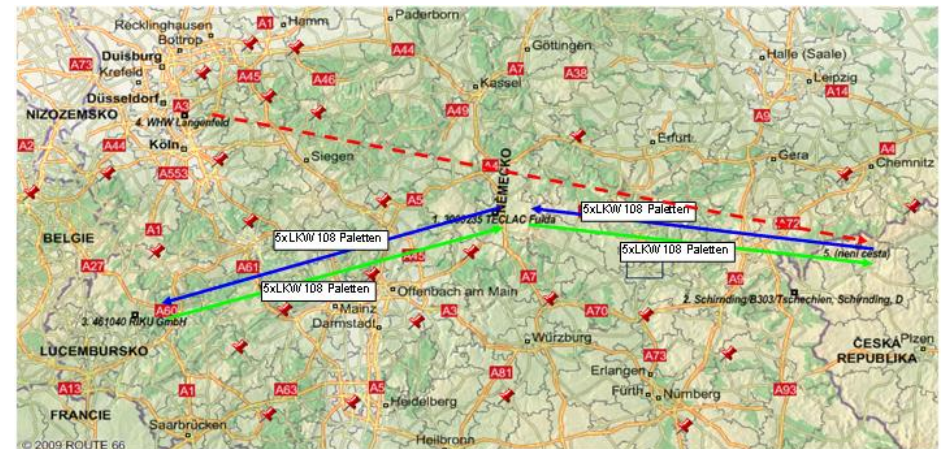 Recklinghausen
A1
Hamm
Paderborn
Bottrop
A44
Göttingen
Duisburg
A73
Krefeld
A45
A46
A7
A38
Halle (Saale)
Kassel
Leipzig
A14
Düsseldorf
A3
NIZOZEMSKO
4. WHW Langenfeld
A49
A9
A2
A44
Köln
Siegen
Erfurt
Gera
A4
Chemnitz
A553
A4
NĚMECKO
A5
1. 3003235 TECLAC Fulda
5xLKW 108 Paletten
A72
A1
BELGIE
5xLKW 108 Paletten
5xLKW 108 Paletten
5. (není cesta)
A27
A61
A45
A7
A9
5xLKW 108 Paletten
Offenbach am Main
2. Schirnding/B303/Tschechien, Schirnding, D
A60
3. 461040 RIKU GmbH
Mainz
A3
A70
Darmstadt
Würzburg
ČESKÁ
REPUBLIKA
Plzen
LUCEMBURSKO
A73
A81
Erlangen
A13
A1
A63
A5
Fürth
Nürnberg
A93
Heidelberg
FRANCIE
Saarbrücken
Heilbronn
© 2009 ROUTE 66